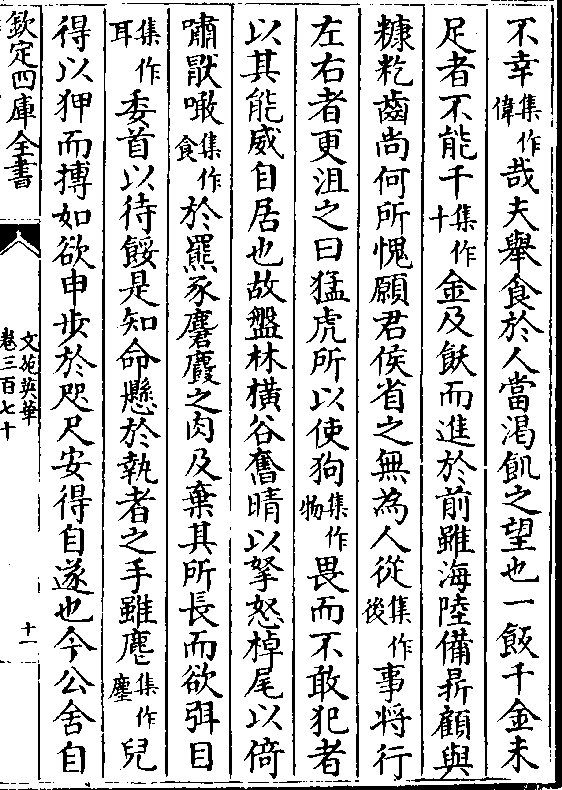 不幸集作偉哉夫舉食於人當渴飢之望也一飯千金未
足者不能千集作十金及飫而進於前雖海陸備鼎顧與
糠籺齒尚何所愧願君侯省之無為人從集作後事将行
左右者更沮之曰猛虎所以使狗集作物畏而不敢犯者
以其能威自居也故盤林橫谷奮睛以拏怒棹尾以倚
嘯厭噉集作食於羆豕麏麚之肉及棄其所長而欲弭目
集作耳委首以待餒是知命懸於執者之手雖麀集作麈兒
得以狎而搏如欲申步於咫尺安得自遂也今公舍自
欽定四庫全書
文苑英華
卷三百七十
十一